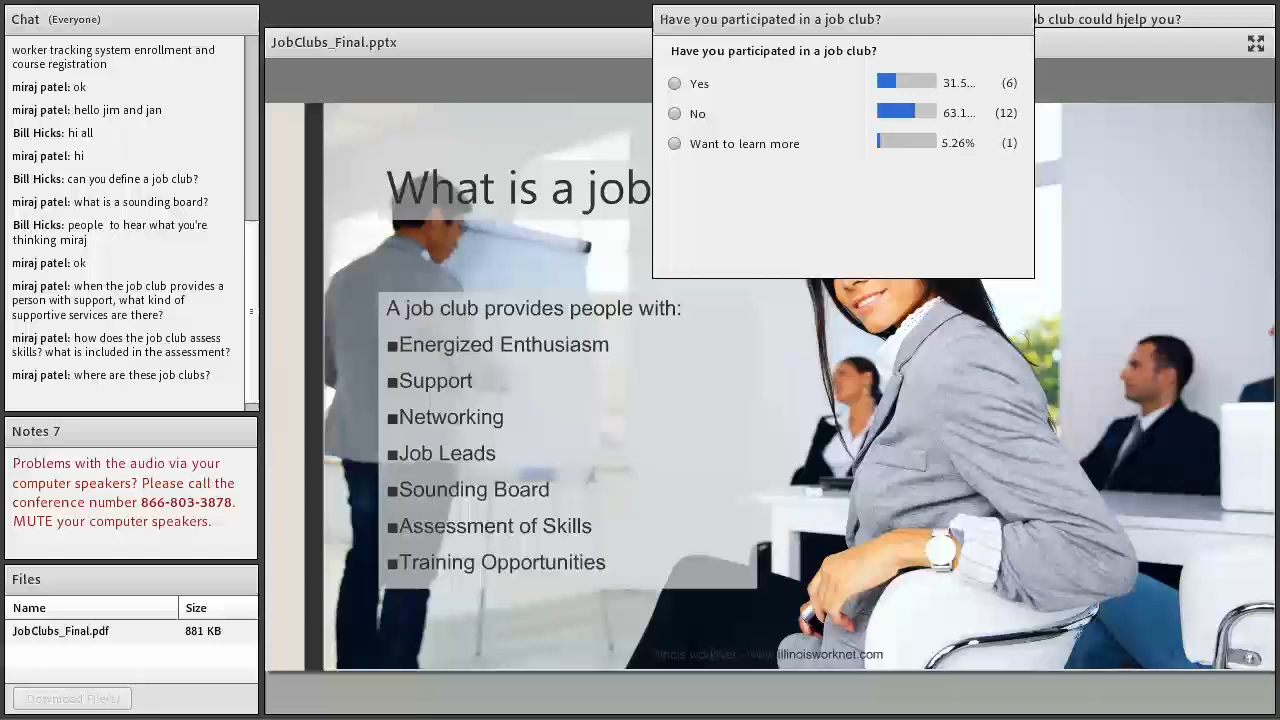 Chat (Everyone)
worker tracking system enrollment and
course registration
miraj patel: ok
miraj patel: hello jim and jan
Bill Hicks: hi all
miraj patel: hi
Bill Hicks: can you define a job club?
miraj patel: what is a sounding board?
Bill Hicks: people  to hear what you're
thinking miraj
miraj patel: ok
miraj patel: when the job club provides a
person with support, what kind of
supportive services are there?
miraj patel: how does the job club assess
skills? what is included in the assessment?
miraj patel: where are these job clubs?
Notes 7
Problems with the audio via your
computer speakers? Please call the
conference number 866-803-3878.
MUTE your computer speakers.
Files
Name Size
JobClubs_Final.pdf 881 KB
Download File(s)
JobClubs_Final.pptx
What is a job
A job club provides people with:
■Energized Enthusiasm
■Support
■Networking
■Job Leads
■Sounding Board
■Assessment of Skills
■Training Opportunities
www.illinoisworknet.com
Have you participated in a job club?
Have you participated in a job club?
Yes 31.5... (6)
No 63.1... (12)
Want to learn more 5.26% (1)
b club could hjelp you?